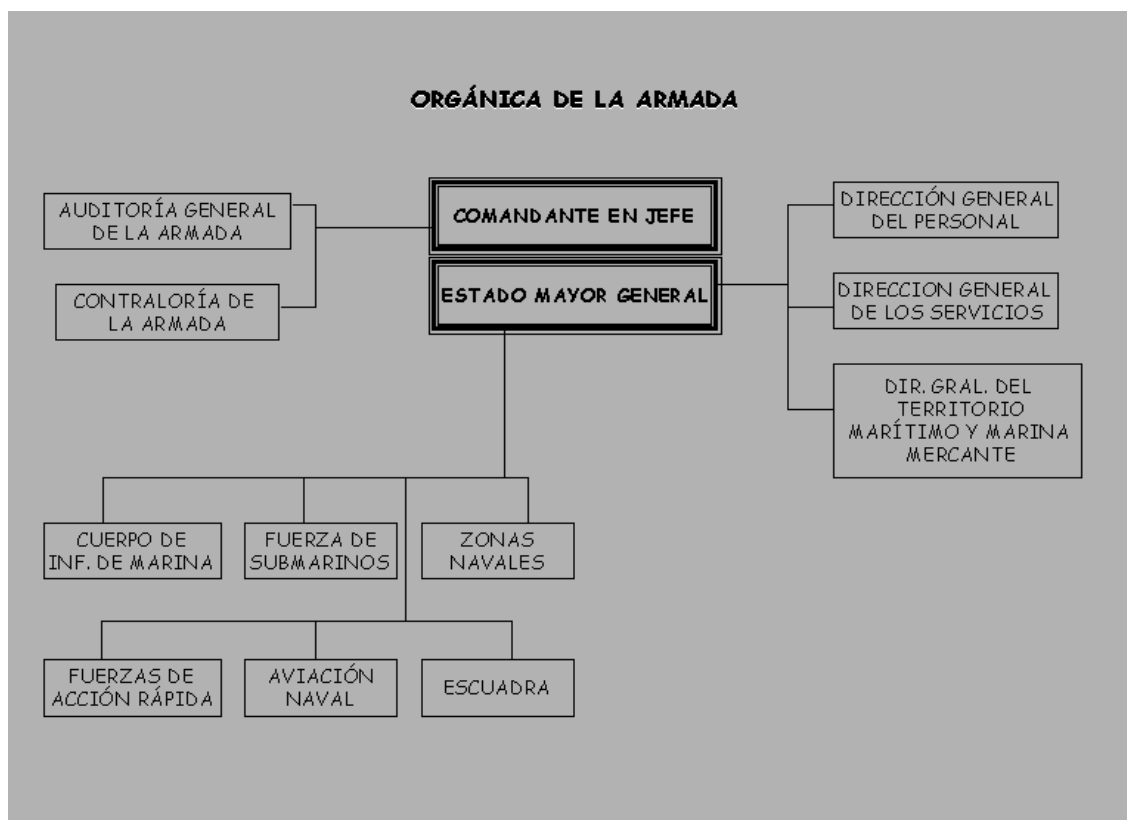 ORGÁNICA DE LA ARMADA
AUDITORÍA GENERAL
DE LA ARMADA
CONTRALORÍA DE
LA ARMADA
COMANDANTE EN JEFE
ESTADO MAYOR GENERAL
DIRECCIÓN GENERAL
DEL PERSONAL
DIRECCION GENERAL
DE LOS SERVICIOS
DIR. GRAL. DEL
TERRITORIO
MARÍTIMO Y MARINA
MERCANTE
CUERPO DE
INF. DE MARINA
FUERZA DE
SUBMARINOS
ZONAS
NAVALES
FUERZAS DE
ACCIÓN RÁPIDA
AVIACIÓN
NAVAL
ESCUADRA